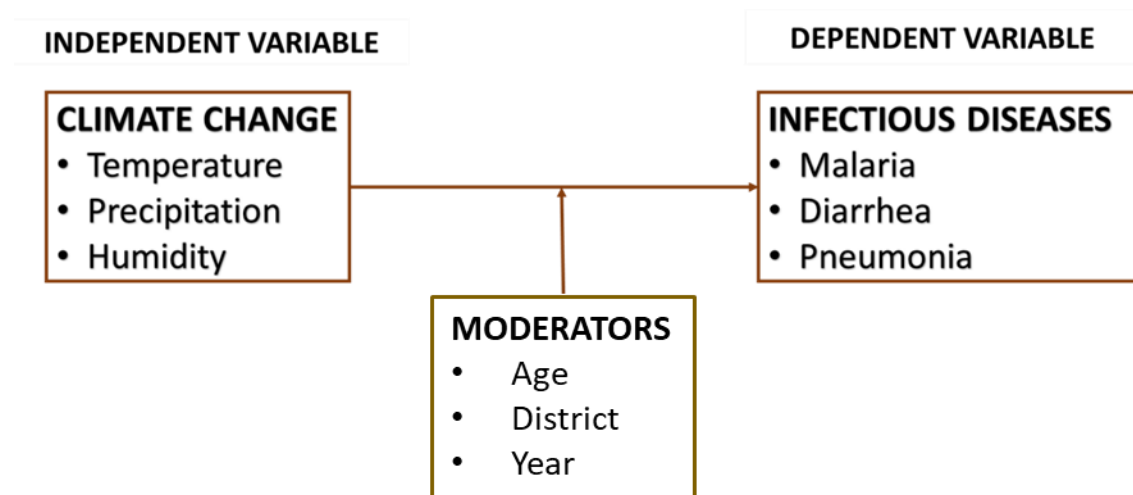 INDEPENDENT VARIABLE
DEPENDENT VARIABLE
CLIMATE CHANGE
• Temperature
• Precipitation
• Humidity
INFECTIOUS DISEASES
• Malaria
• Diarrhea
• Pneumonia
MODERATORS
• Age
• District
• Year